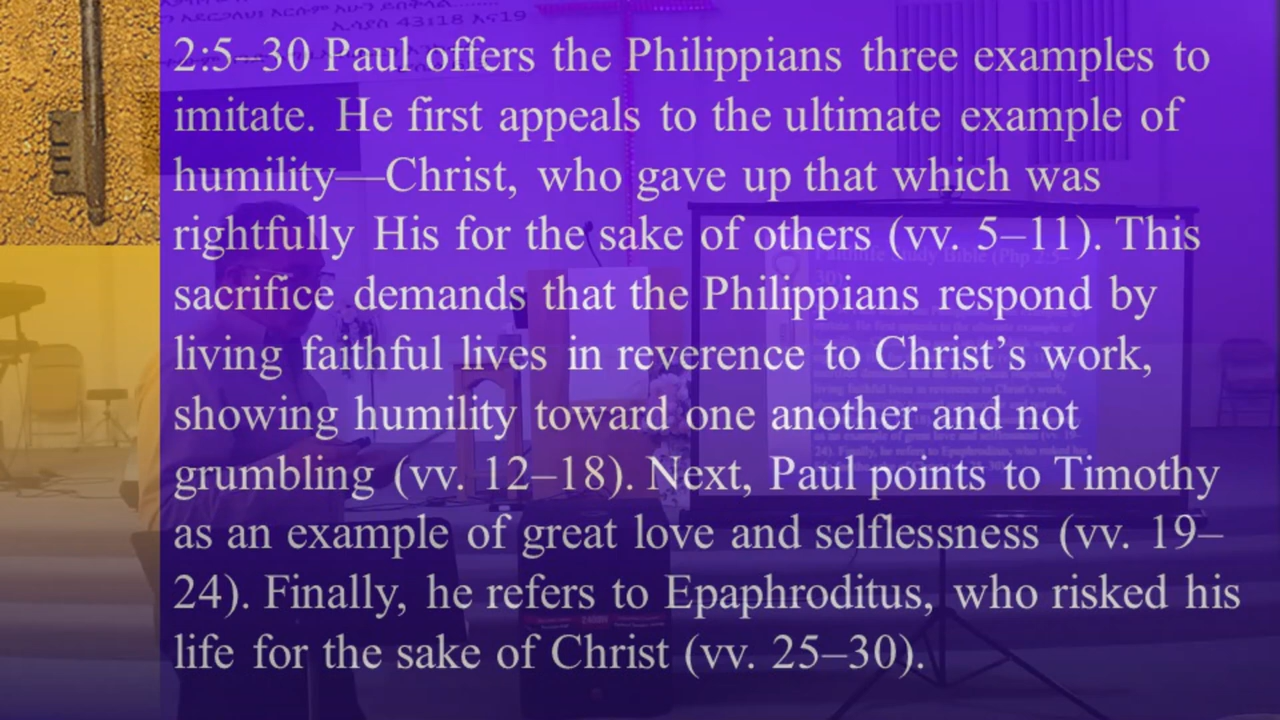 ኢሳያስ 43:18 እና19
2:5–30 Paul offers the Philippians three examples to
imitate. He first appeals to the ultimate example of
humility—Christ, who gave up that which was
rightfully His for the sake of others (vv. 5–11). This
sacrifice demands that the Philippians respond by
living faithful lives in reverence to Christ’s work,
showing humility toward one another and not
grumbling (vv. 12–18). Next, Paul points to Timothy
as an example of great love and selflessness (vv. 19–
24). Finally, he refers to Epaphroditus, who risked his
life for the sake of Christ (vv. 25–30).